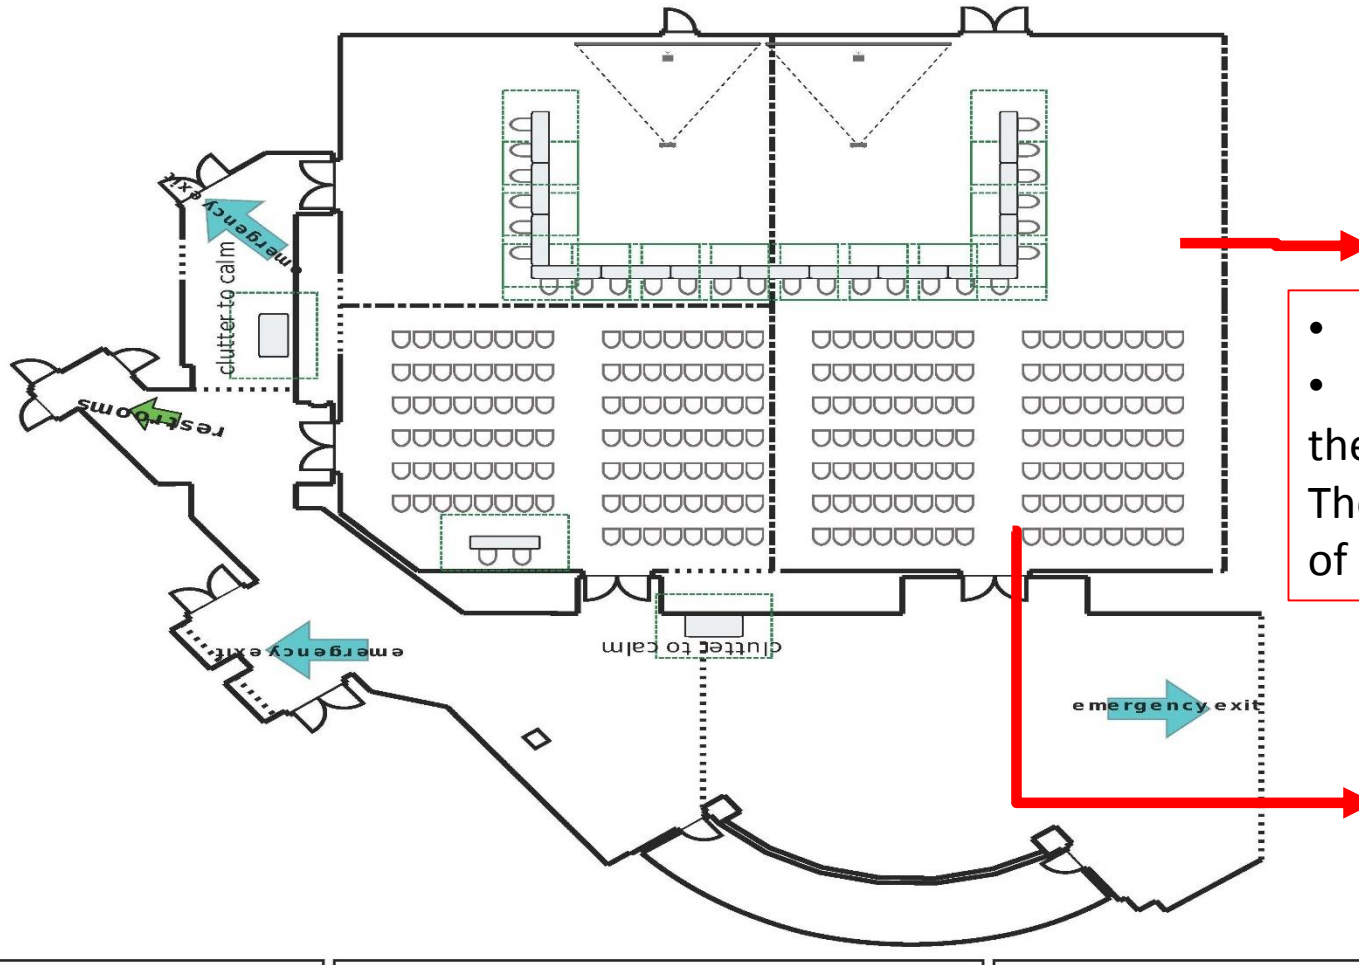 emergency exit
clutter to calm
restrooms
emergency exit
clutter to calm
emergency exit
•
•
the
The
of